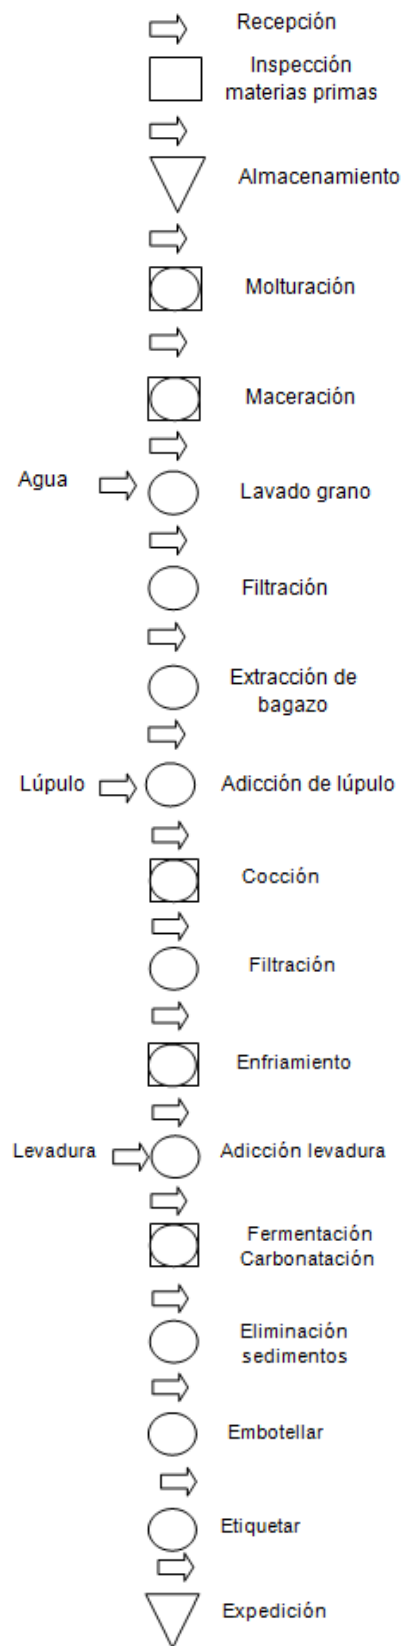 Recepción
Inspección
materias primas
Almacenamiento
Molturación
Maceración
Agua
Lavado grano
Filtración
Extracción de
bagazo
Lúpulo
Adicción de lúpulo
Cocción
Filtración
Enfriamiento
Levadura
Adicción levadura
Fermentación
Carbonatación
Eliminación
sedimentos
Embotellar
Etiquetar
Expedición